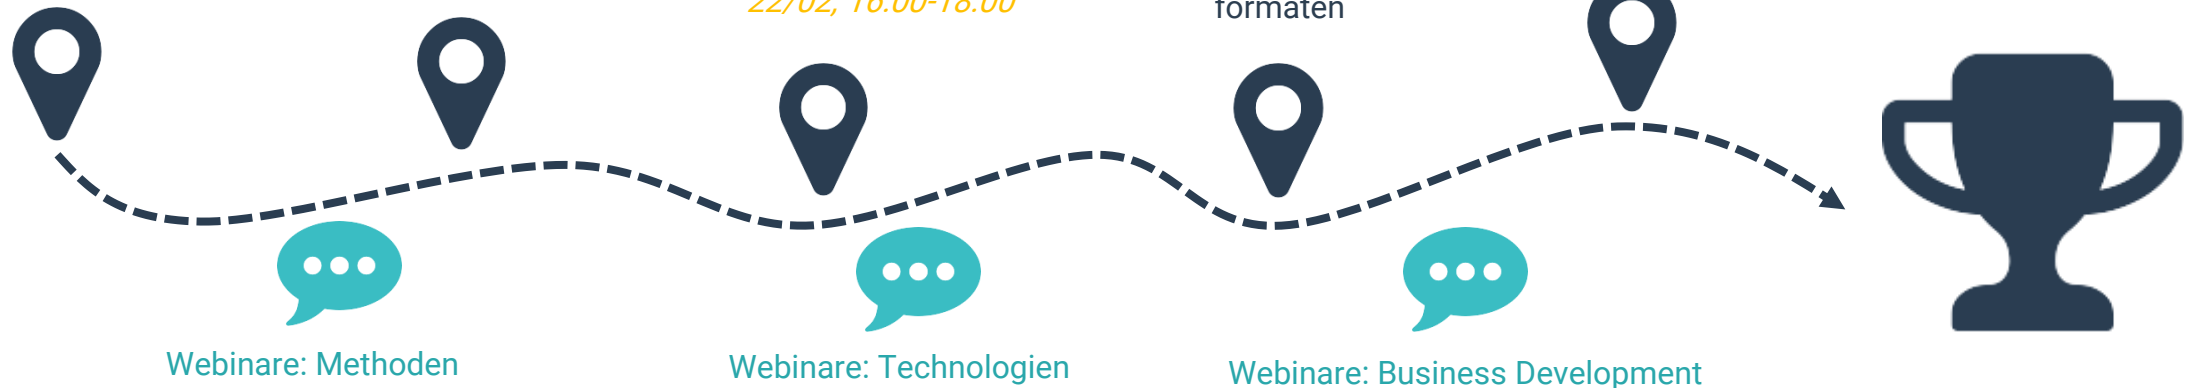 22/02, 16.00-18.00
formaten
Webinare: Methoden
Webinare: Technologien
Webinare: Business Development